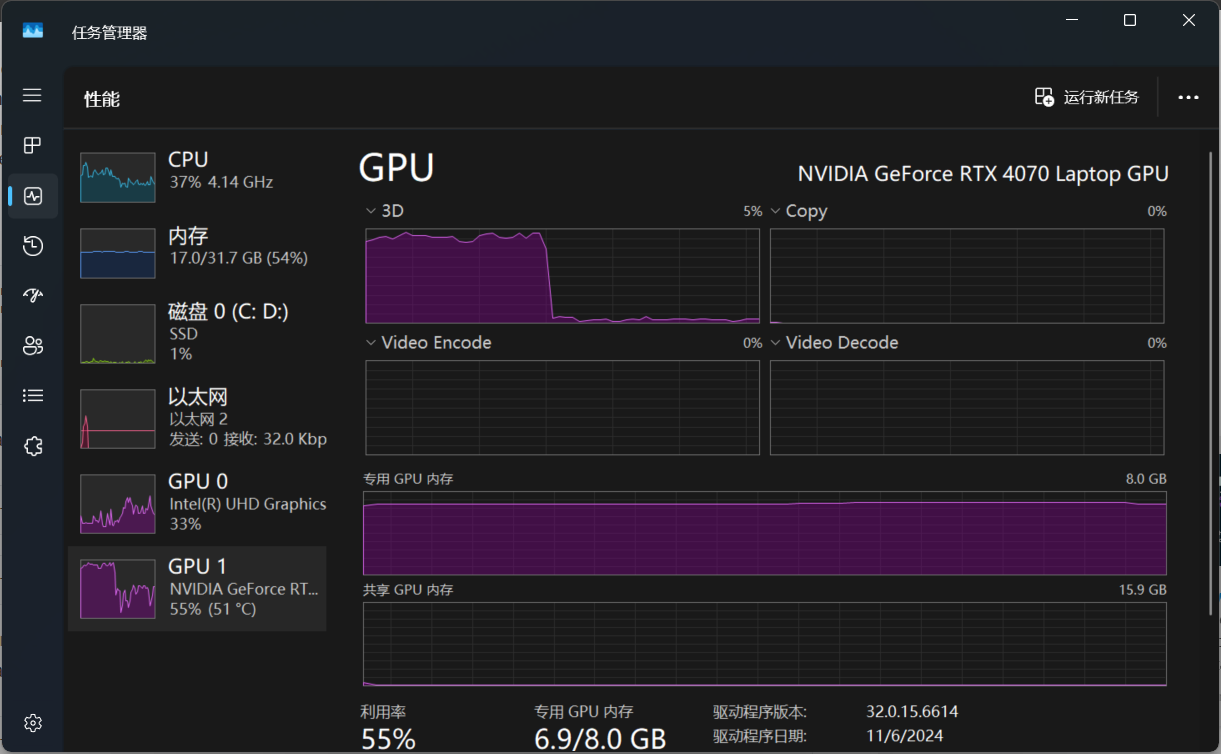 任务管理器
性能
运行新任务
CPU
37% 4.14 GHz
内存
17.0/31.7 GB (54%)
磁盘 0 (C: D:)
SSD
1%
以太网
以太网 2
发送: 0 接收: 32.0 Kbp
GPU 0
Intel(R) UHD Graphics
33%
GPU 1
NVIDIA GeForce RT...
55% (51 °C)
GPU
NVIDIA GeForce RTX 4070 Laptop GPU
3D 5%
Copy 0%
Video Encode 0%
Video Decode 0%
专用 GPU 内存 8.0 GB
共享 GPU 内存 15.9 GB
利用率
55%
专用 GPU 内存
6.9/8.0 GB
驱动程序版本: 32.0.15.6614
驱动程序日期: 11/6/2024